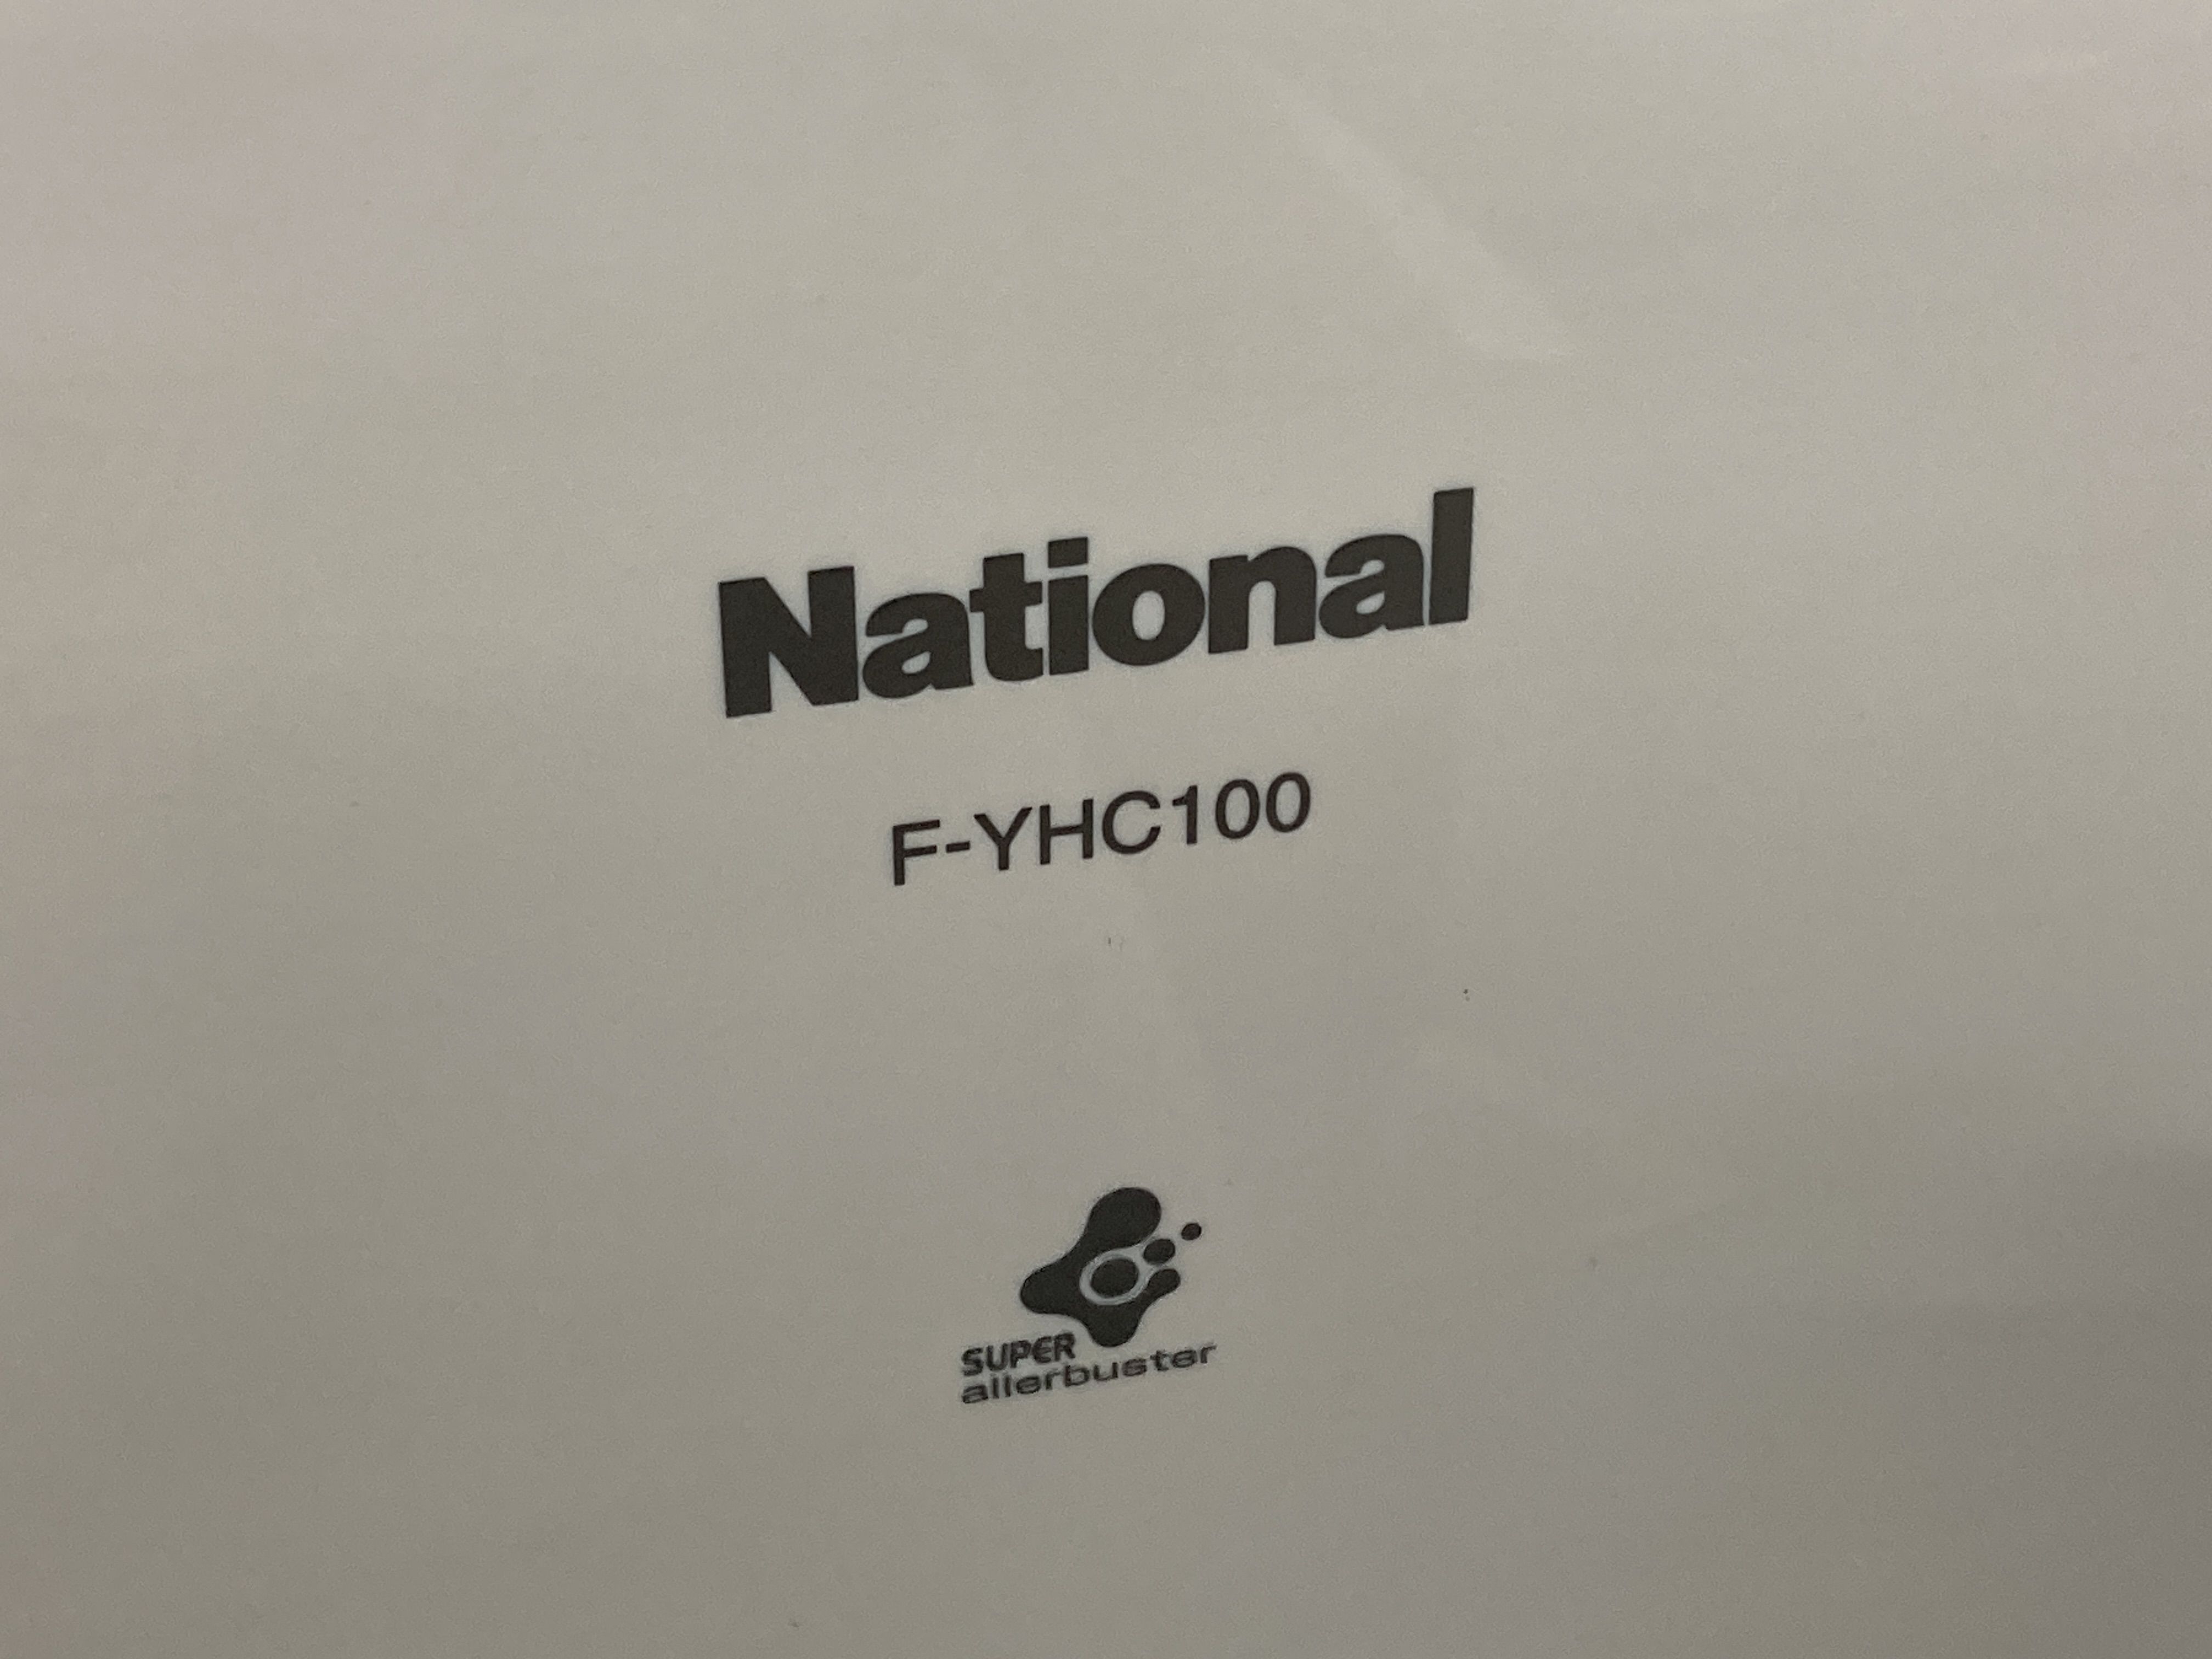 National
F-YHC100
SUPER
allerbuster